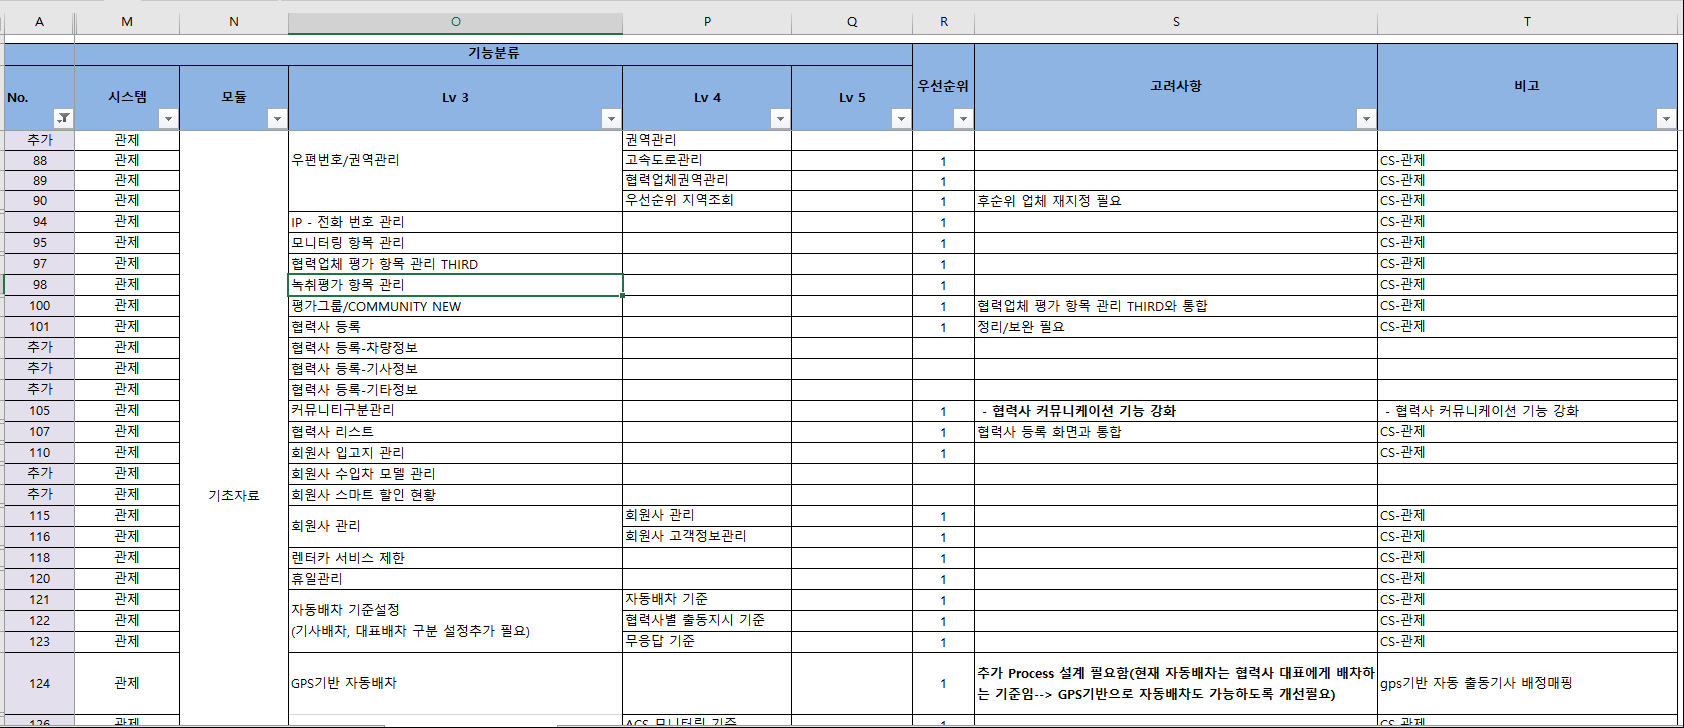 A M N O P Q R S T
기능분류
No. 시스템 모듈 Lv 3 Lv 4 Lv 5 우선순위 고려사항 비고
추가 관제 권역관리
우편번호/권역관리
88 관제 고속도로관리 1 CS-관제
89 관제 협력업체권역관리 1 CS-관제
90 관제 우선순위 지역조회 1 후순위 업체 재지정 필요 CS-관제
94 관제 IP - 전화 번호 관리 1 CS-관제
95 관제 모니터링 항목 관리 1 CS-관제
97 관제 협력업체 평가 항목 관리 THIRD 1 CS-관제
98 관제 녹취평가 항목 관리 1 CS-관제
100 관제 평가그룹/COMMUNITY NEW 1 협력업체 평가 항목 관리 THIRD와 통합 CS-관제
101 관제 협력사 등록 1 정리/보완 필요 CS-관제
추가 관제 협력사 등록-차량정보
추가 관제 협력사 등록-기사정보
추가 관제 협력사 등록-기타정보
105 관제 커뮤니티구분관리 1 - 협력사 커뮤니케이션 기능 강화 - 협력사 커뮤니케이션 기능 강화
107 관제 협력사 리스트 1 협력사 등록 화면과 통합 CS-관제
110 관제 회원사 입고지 관리 1 CS-관제
추가 관제 회원사 수입차 모델 관리
추가 관제 기초자료 회원사 스마트 할인 현황
115 관제 회원사 관리 1 CS-관제
회원사 관리
116 관제 회원사 고객정보관리 1 CS-관제
118 관제 렌터카 서비스 제한 1 CS-관제
120 관제 휴일관리 1 CS-관제
121 관제 자동배차 기준 1 CS-관제
자동배차 기준설정
122 관제 협력사별 출동지시 기준 1 CS-관제
(기사배차, 대표배차 구분 설정추가 필요)
123 관제 무응답 기준 1 CS-관제
124 관제 GPS기반 자동배차 1 추가 Process 설계 필요함(현재 자동배차는 협력사 대표에게 배차하
는 기준임--> GPS기반으로 자동배차도 가능하도록 개선필요) gps기반 자동 출동기사 배정매핑
126 관제 ACS 모니터링 기준 1 CS-관제